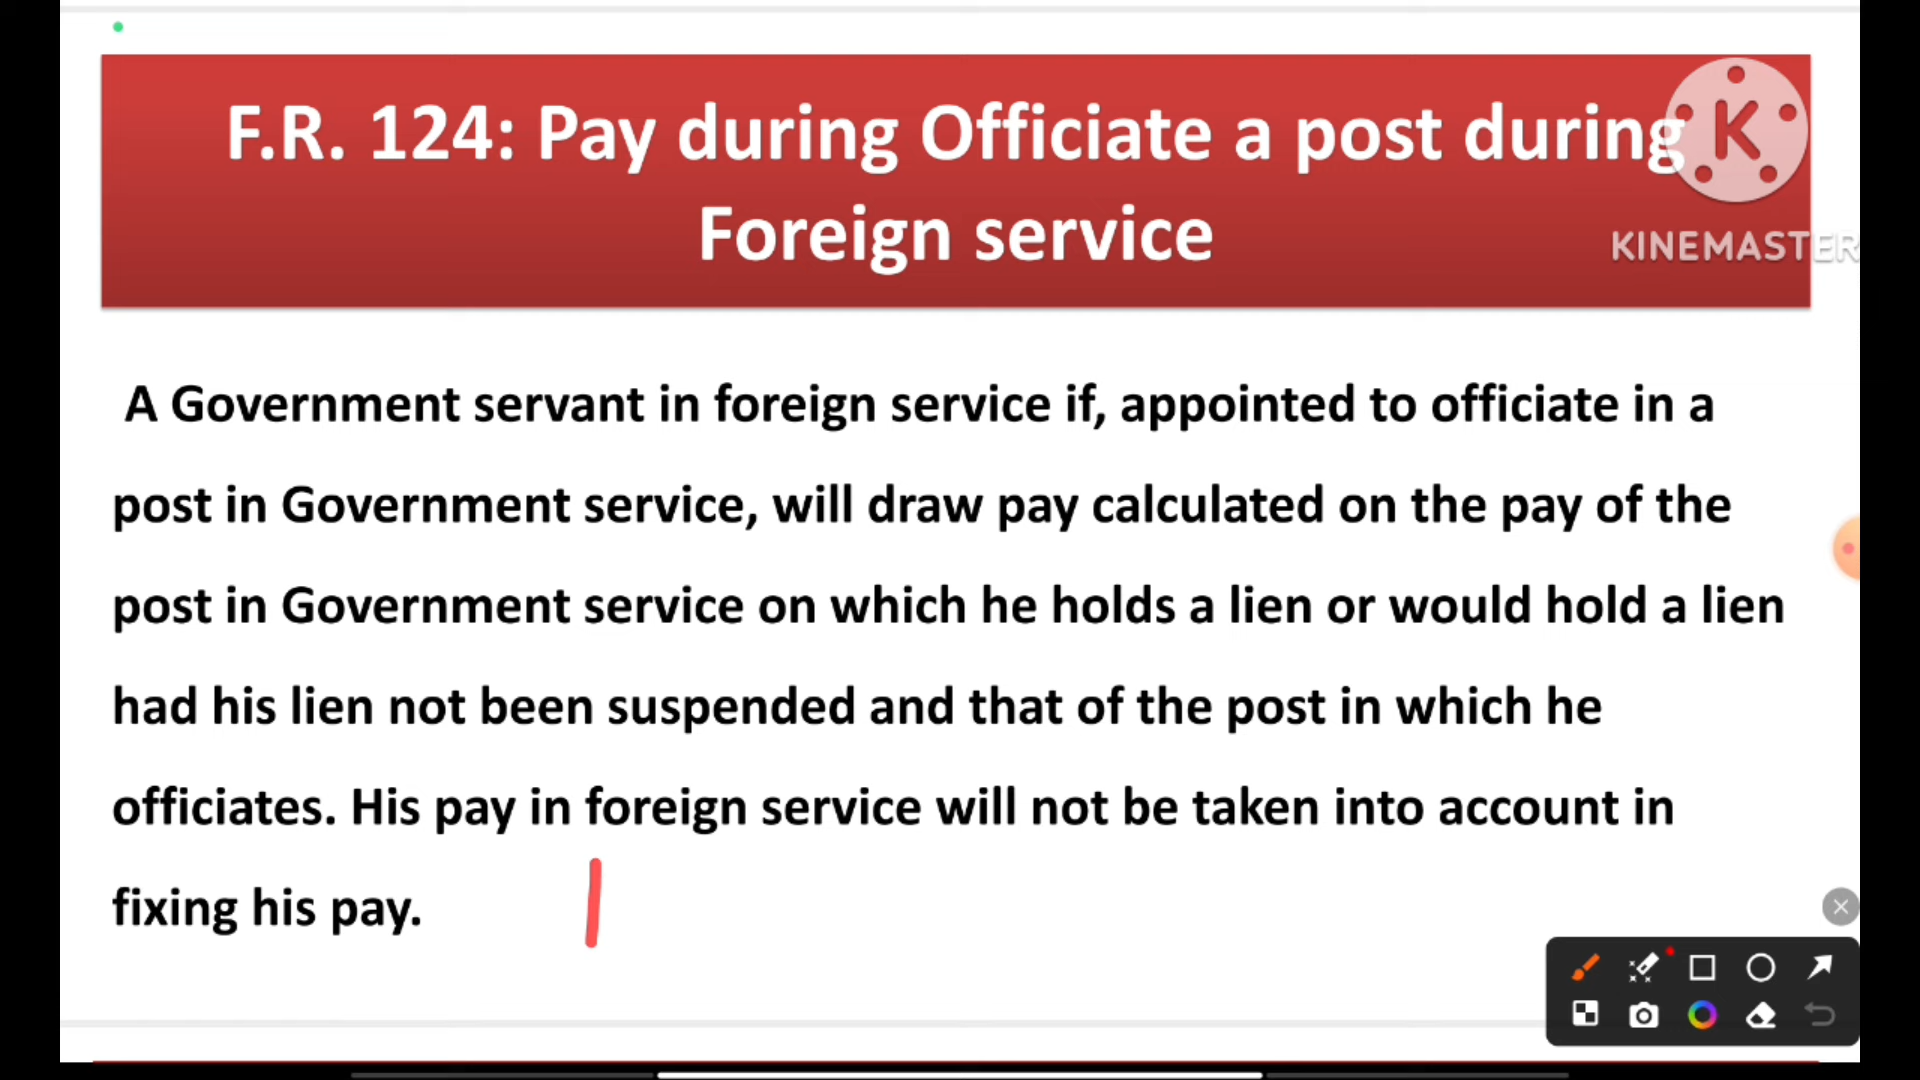 F.R. 124: Pay during Officiate a post during
Foreign service
K
KINEMASTER
A Government servant in foreign service if, appointed to officiate in a
post in Government service, will draw pay calculated on the pay of the
post in Government service on which he holds a lien or would hold a lien
had his lien not been suspended and that of the post in which he
officiates. His pay in foreign service will not be taken into account in
fixing his pay.